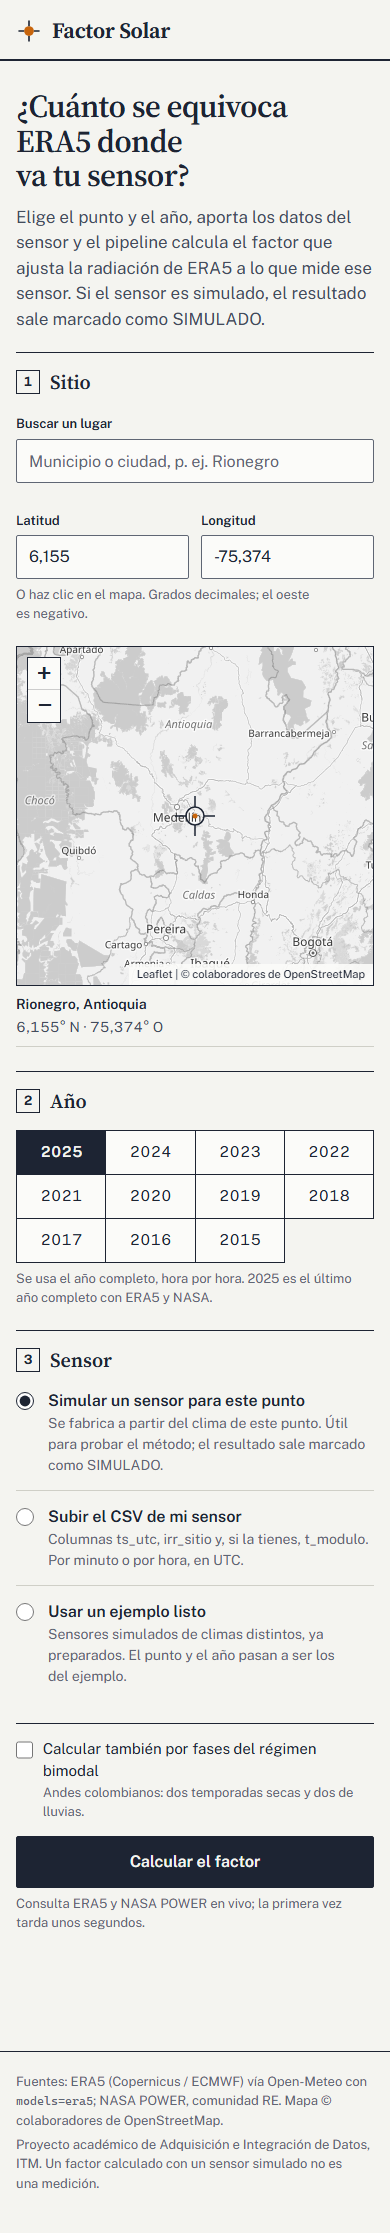 Factor Solar
¿Cuánto se equivoca
ERA5 donde
va tu sensor?
Elige el punto y el año, aporta los datos del
sensor y el pipeline calcula el factor que
ajusta la radiación de ERA5 a lo que mide ese
sensor. Si el sensor es simulado, el resultado
sale marcado como SIMULADO.
1 Sitio
Buscar un lugar
Municipio o ciudad, p. ej. Rionegro
Latitud Longitud
6,155 -75,374
O haz clic en el mapa. Grados decimales; el oeste
es negativo.
Apartado
+
−
Antioquia
Barrancabermeja
Bu
Sa
Chocó
Quibdó
Caldas
Honda
Tu
Pereira
Cartago
Bogotá
Armenia
Ibagué
Leaflet | © colaboradores de OpenStreetMap
Rionegro, Antioquia
6,155° N · 75,374° O
2 Año
2025 2024 2023 2022
2021 2020 2019 2018
2017 2016 2015
Se usa el año completo, hora por hora. 2025 es el último
año completo con ERA5 y NASA.
3 Sensor
Simular un sensor para este punto
Se fabrica a partir del clima de este punto. Útil
para probar el método; el resultado sale marcado
como SIMULADO.
Subir el CSV de mi sensor
Columnas ts_utc, irr_sitio y, si la tienes, t_modulo.
Por minuto o por hora, en UTC.
Usar un ejemplo listo
Sensores simulados de climas distintos, ya
preparados. El punto y el año pasan a ser los
del ejemplo.
Calcular también por fases del régimen
bimodal
Andes colombianos: dos temporadas secas y dos de
lluvias.
Calcular el factor
Consulta ERA5 y NASA POWER en vivo; la primera vez
tarda unos segundos.
Fuentes: ERA5 (Copernicus / ECMWF) vía Open-Meteo con
models=era5; NASA POWER, comunidad RE. Mapa ©
colaboradores de OpenStreetMap.
Proyecto académico de Adquisición e Integración de Datos,
ITM. Un factor calculado con un sensor simulado no es
una medición.